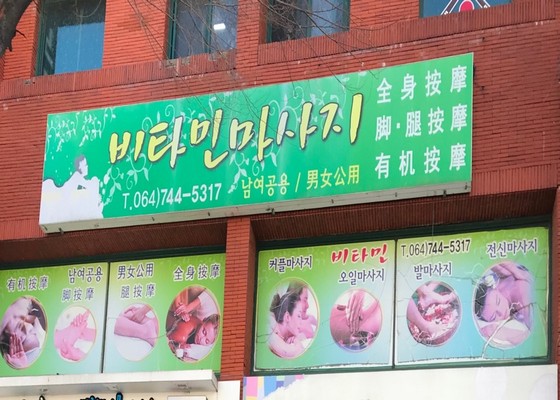 비타민마사지
全身按摩
脚·腿按摩
有机按摩
T.064)744-5317
남여공용 / 男女公用
有机按摩
남여공용
脚按摩
男女公用
腿按摩
全身按摩
커플마사지
비타민
오일마사지
T.064)744-5317
발마사지
전신마사지